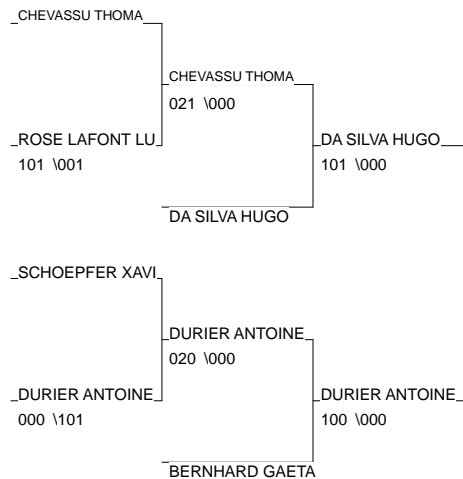 CHEVASSU THOMA
CHEVASSU THOMA
021 \000
ROSE LAFONT LU
101 \001
DA SILVA HUGO
101 \000
DA SILVA HUGO
SCHOEPFER XAVI
DURIER ANTOINE
020 \000
DURIER ANTOINE
000 \101
DURIER ANTOINE
100 \000
BERNHARD GAETA